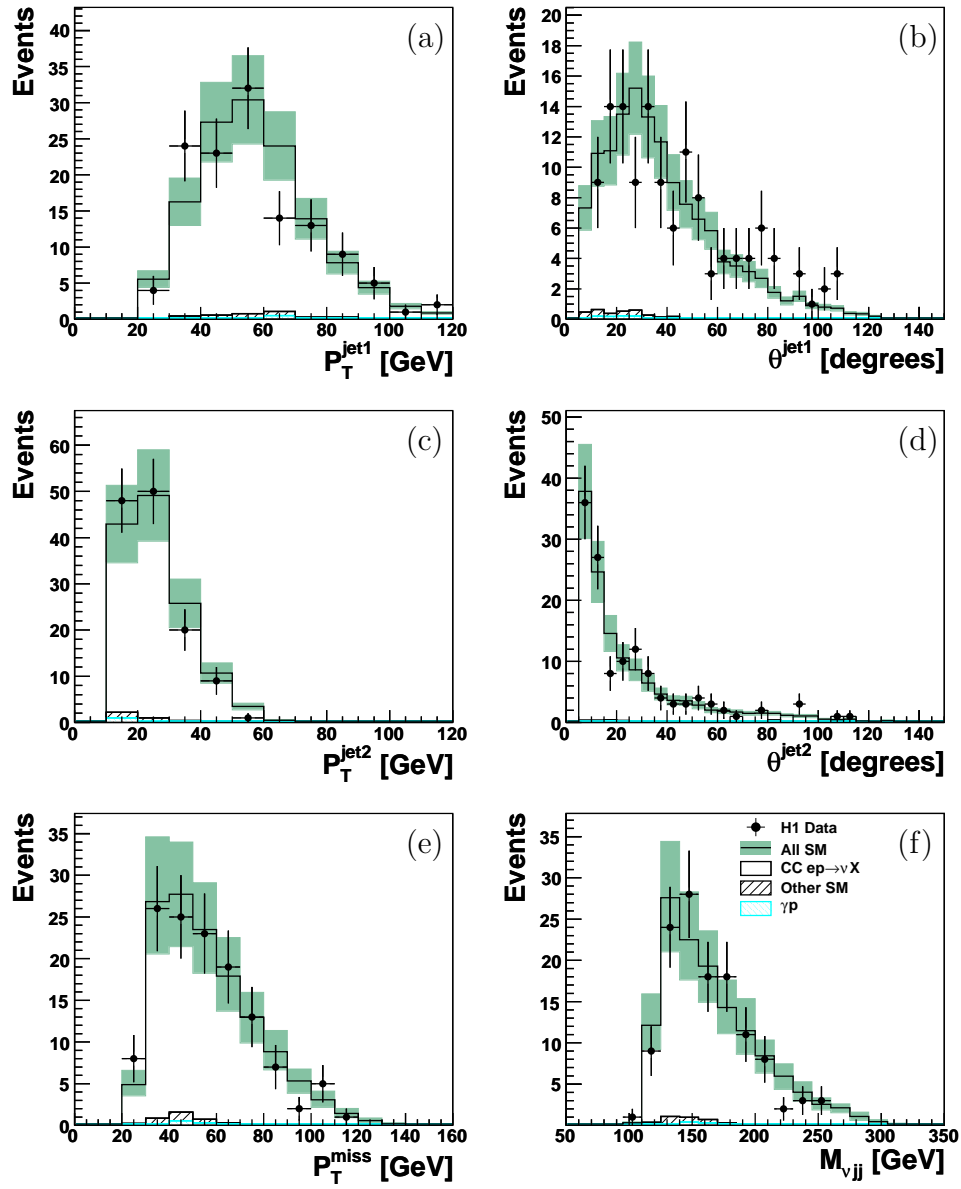 Events
(a)
40
35
30
25
20
15
10
5
0
0 20 40 60 80 100 120
P_T^jet1 [GeV]
Events
(b)
18
16
14
12
10
8
6
4
2
0
0 20 40 60 80 100 120 140
θ^jet1 [degrees]
Events
(c)
60
50
40
30
20
10
0
0 20 40 60 80 100 120
P_T^jet2 [GeV]
Events
(d)
50
40
30
20
10
0
0 20 40 60 80 100 120 140
θ^jet2 [degrees]
Events
(e)
35
30
25
20
15
10
5
0
0 20 40 60 80 100 120 140 160
P_T^miss [GeV]
Events
(f)
H1 Data
All SM
CC ep→νX
Other SM
γp
35
30
25
20
15
10
5
0
50 100 150 200 250 300 350
M_νjj [GeV]